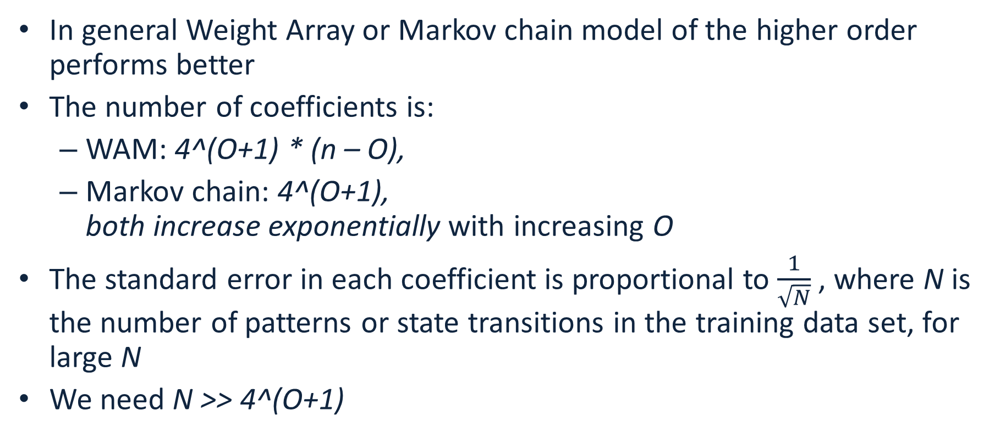 • In general Weight Array or Markov chain model of the higher order
performs better
• The number of coefficients is:
– WAM: 4^(O+1) * (n – O),
– Markov chain: 4^(O+1),
both increase exponentially with increasing O
• The standard error in each coefficient is proportional to 1/√N , where N is
the number of patterns or state transitions in the training data set, for
large N
• We need N >> 4^(O+1)